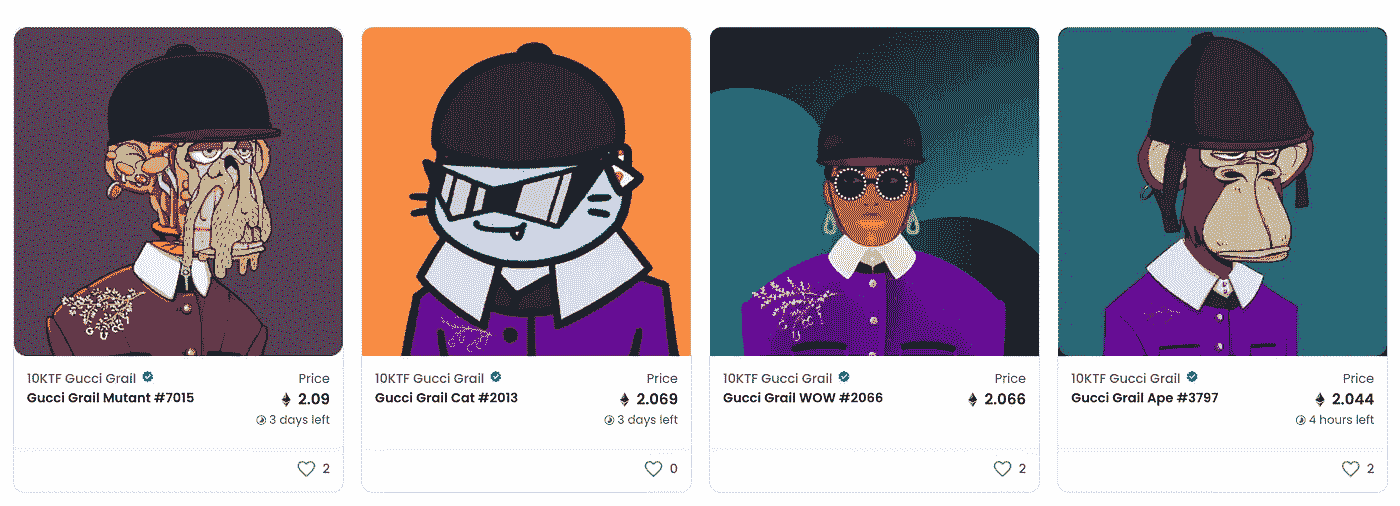 10KTF Gucci Grail Price
Gucci Grail Mutant #7015 2.09
3 days left
2
10KTF Gucci Grail Price
Gucci Grail Cat #2013 2.069
3 days left
0
10KTF Gucci Grail Price
Gucci Grail WOW #2066 2.066
2
10KTF Gucci Grail Price
Gucci Grail Ape #3797 2.044
4 hours left
2